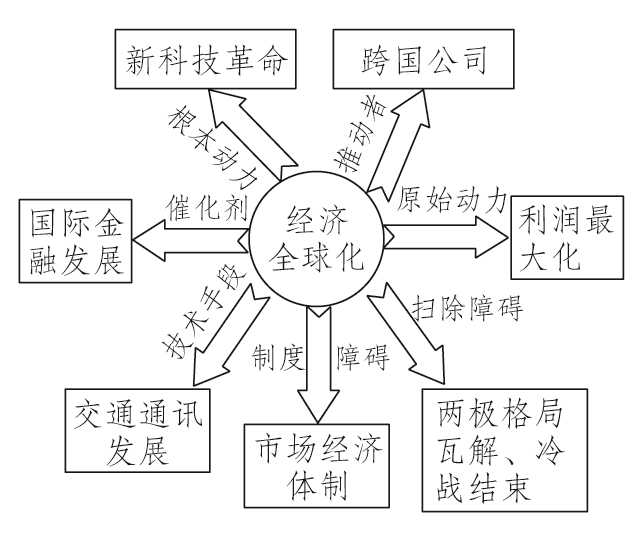 新科技革命
跨国公司
根本动力
推动者
国际金
融发展
催化剂
经济
全球化
原始动力
利润最
大化
技术手段
制度 障碍
扫除障碍
交通通讯
发展
市场经济
体制
两极格局
瓦解、冷
战结束